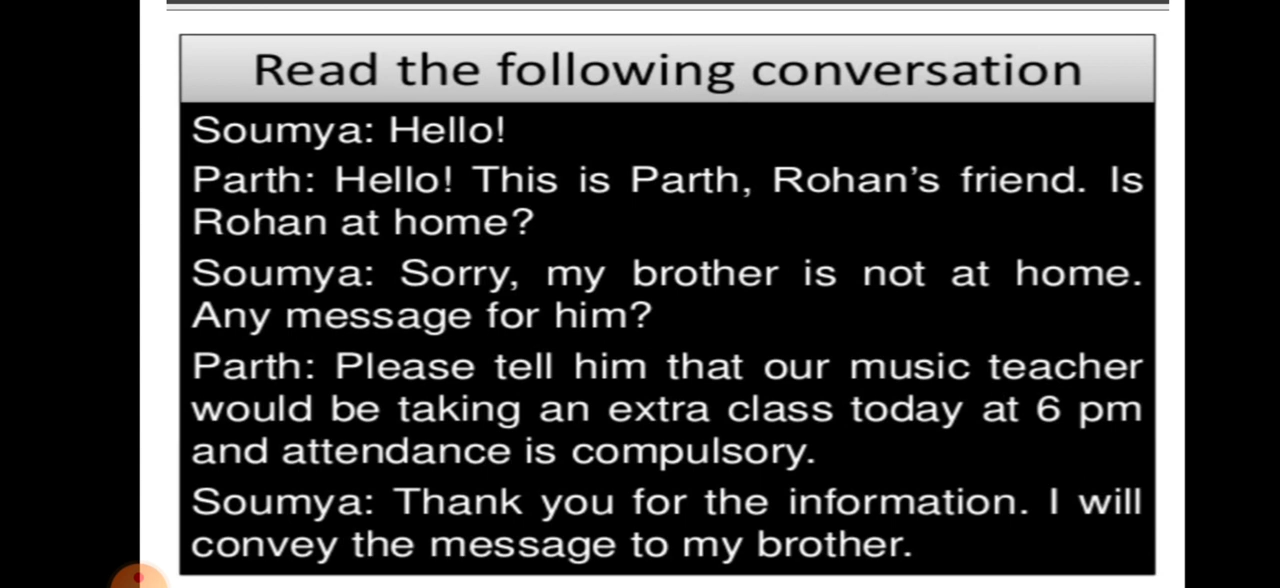 Read the following conversation
Soumya: Hello!
Parth: Hello! This is Parth, Rohan’s friend. Is
Rohan at home?
Soumya: Sorry, my brother is not at home.
Any message for him?
Parth: Please tell him that our music teacher
would be taking an extra class today at 6 pm
and attendance is compulsory.
Soumya: Thank you for the information. I will
convey the message to my brother.